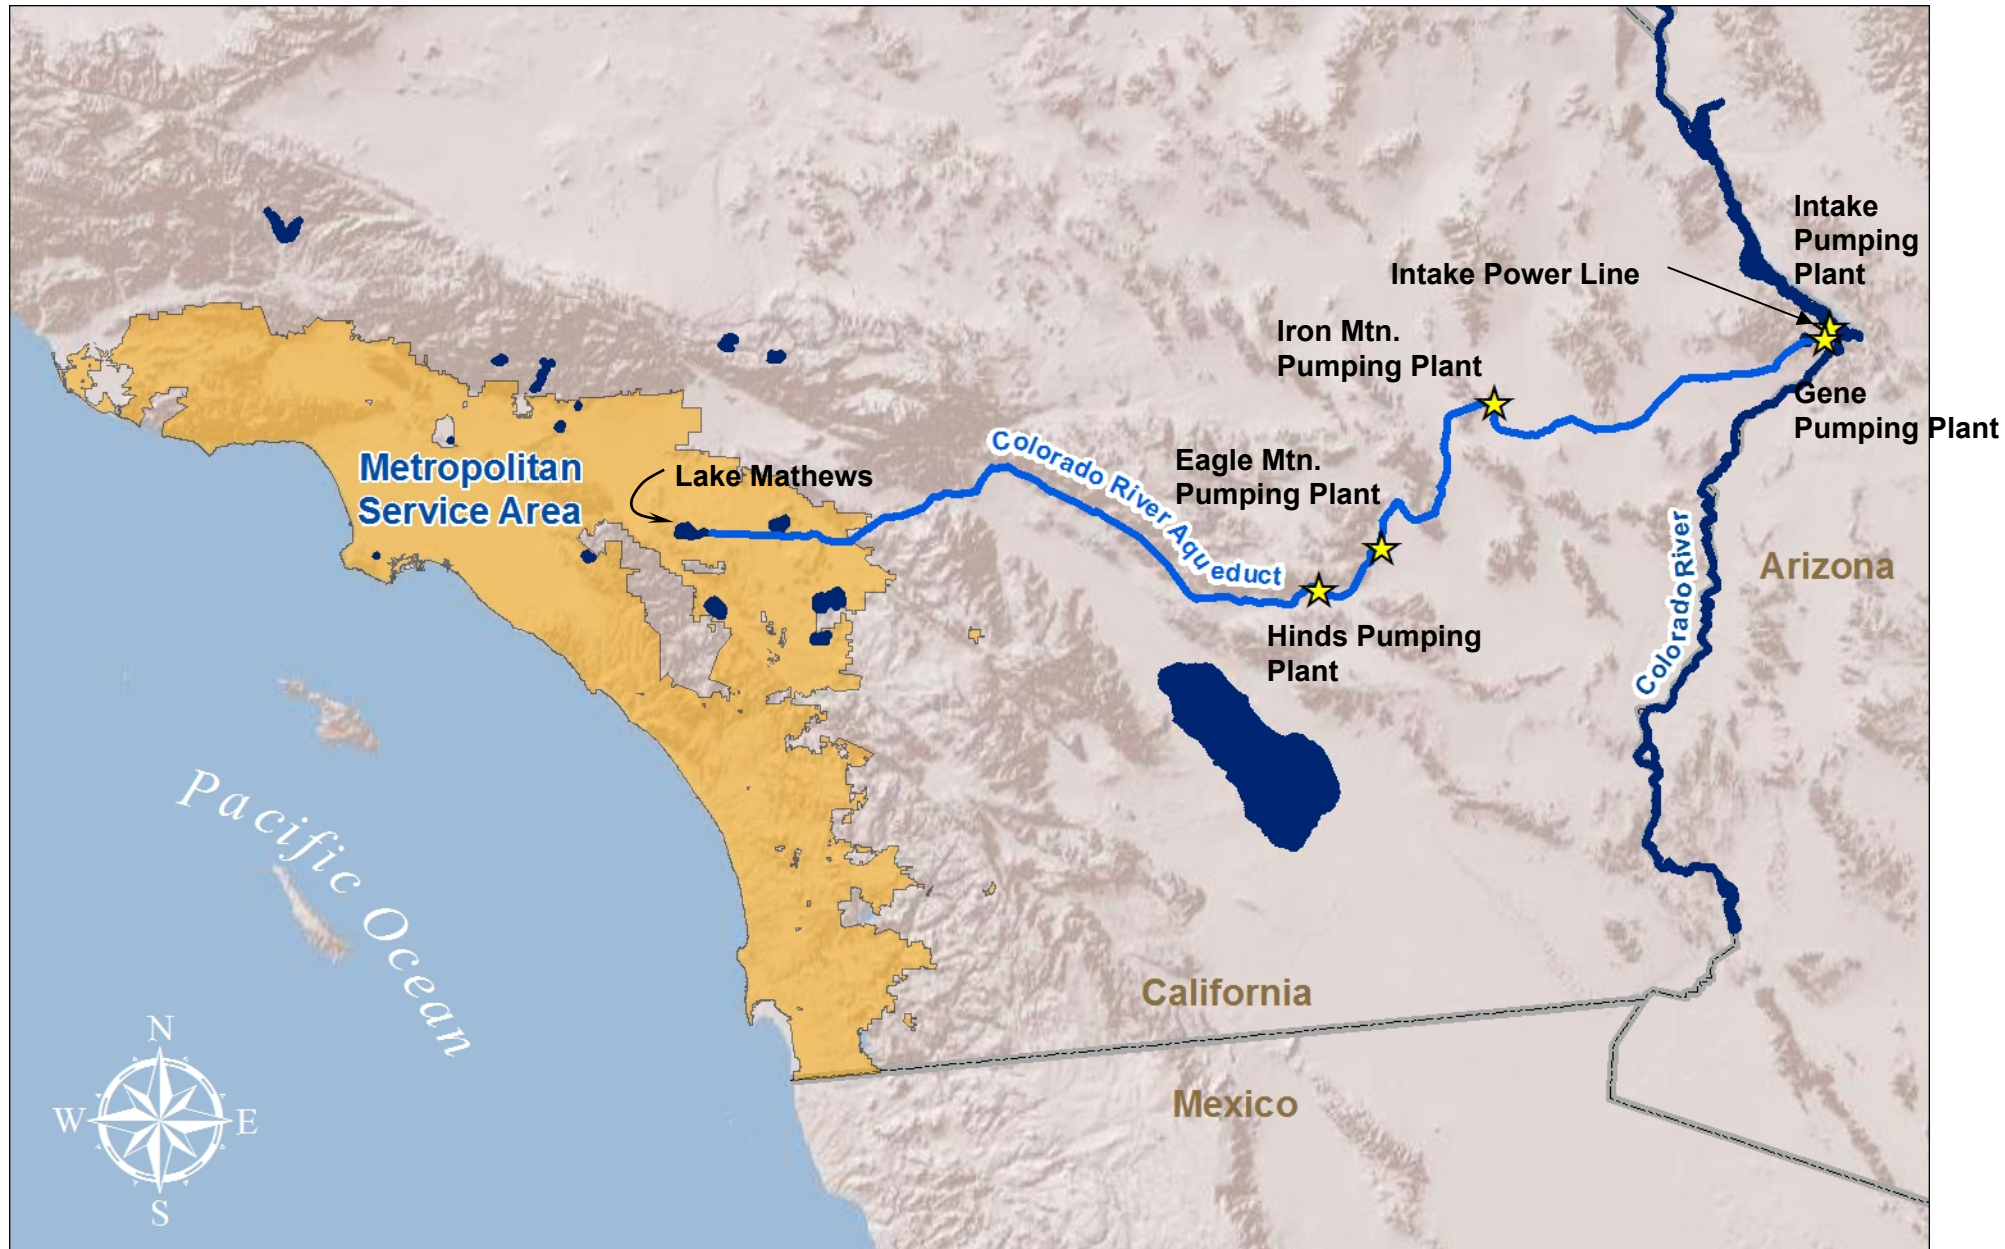 Intake
Pumping
Plant
Intake Power Line
Iron Mtn.
Pumping Plant
Gene
Pumping Plant
Colorado River Aqueduct
Eagle Mtn.
Pumping Plant
Metropolitan
Service Area
Lake Mathews
Colorado River
Arizona
Hinds Pumping
Plant
Pacific Ocean
California
Mexico
N
W
E
S